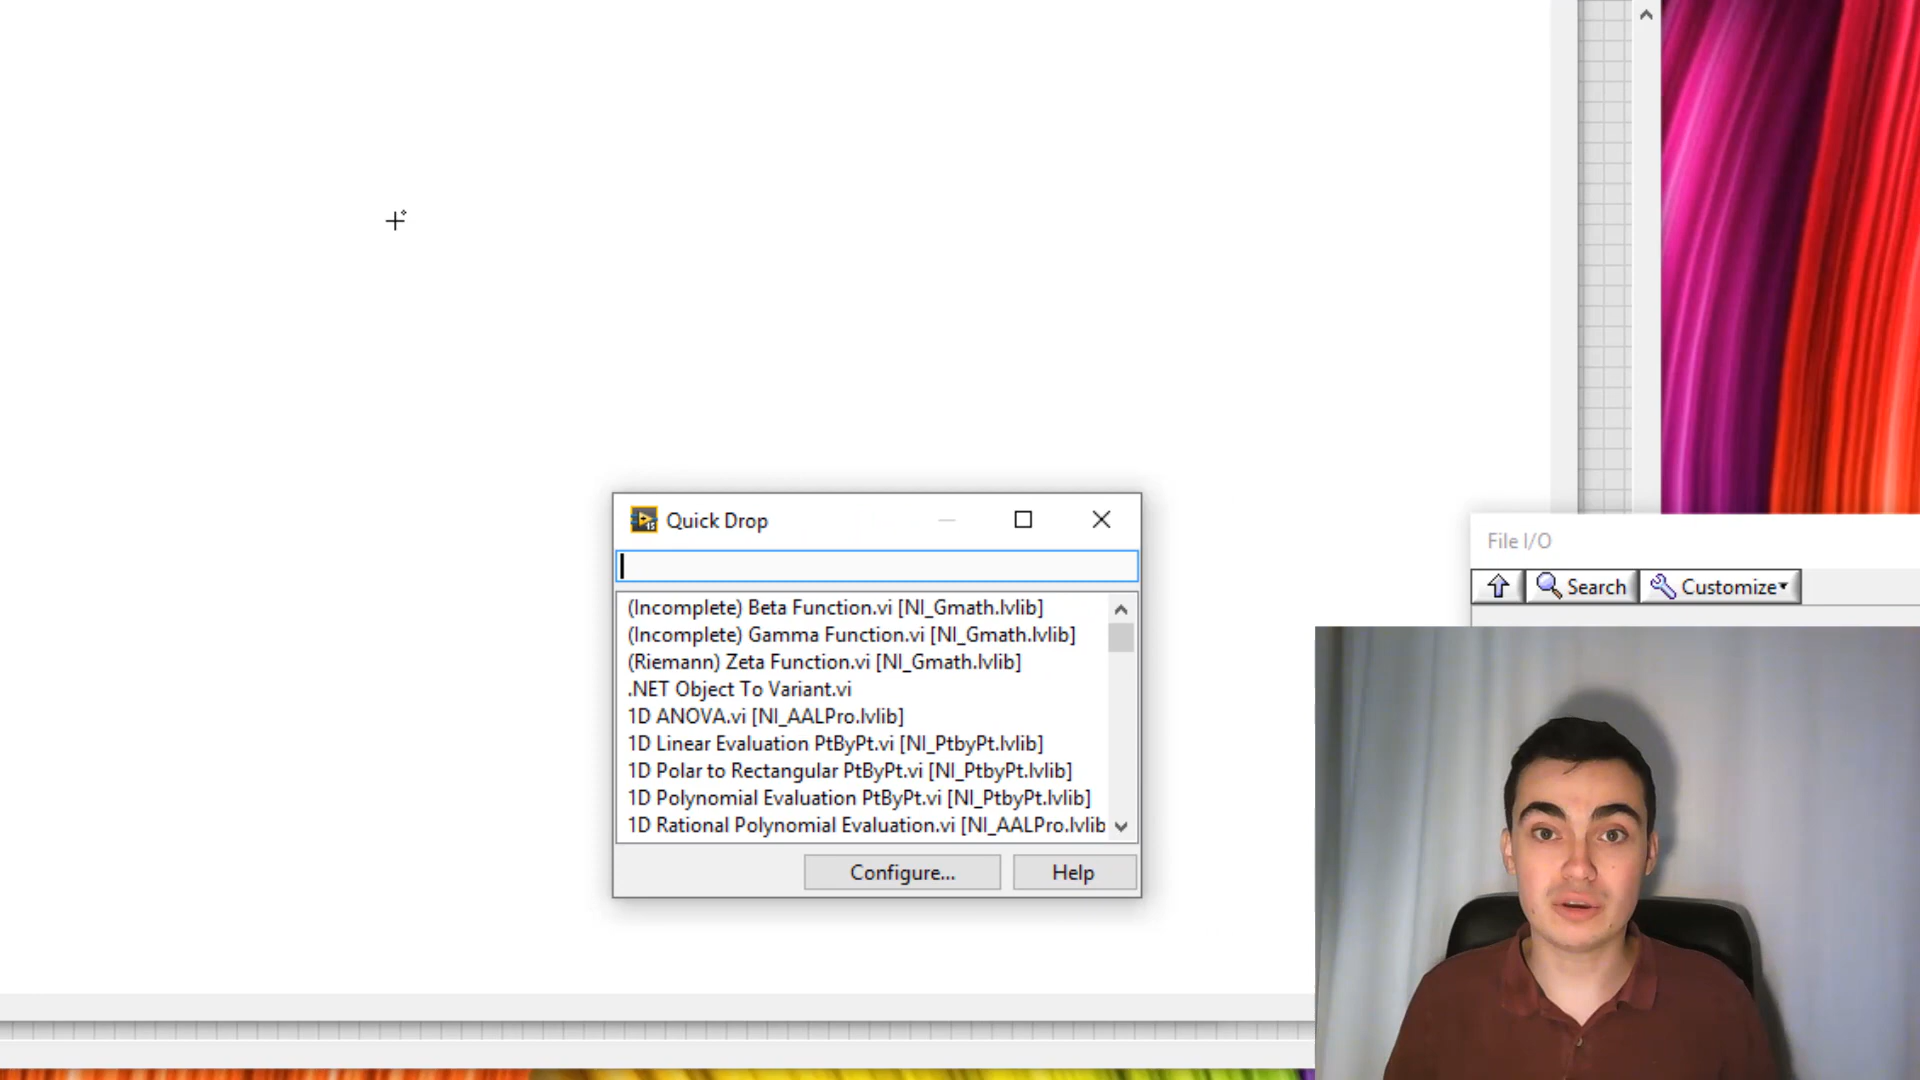 Quick Drop
(Incomplete) Beta Function.vi [NI_Gmath.lvlib]
(Incomplete) Gamma Function.vi [NI_Gmath.lvlib]
(Riemann) Zeta Function.vi [NI_Gmath.lvlib]
.NET Object To Variant.vi
1D ANOVA.vi [NI_AALPro.lvlib]
1D Linear Evaluation PtByPt.vi [NI_PtbyPt.lvlib]
1D Polar to Rectangular PtByPt.vi [NI_PtbyPt.lvlib]
1D Polynomial Evaluation PtByPt.vi [NI_PtbyPt.lvlib]
1D Rational Polynomial Evaluation.vi [NI_AALPro.lvlib
Configure... Help
File I/O
Search Customize